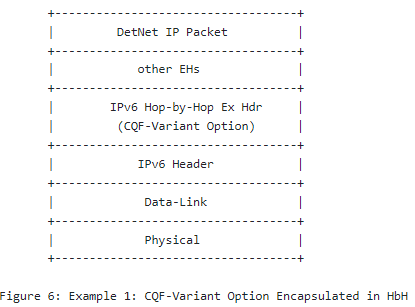 DetNet IP Packet
other EHs
IPv6 Hop-by-Hop Ex Hdr
(CQF-Variant Option)
IPv6 Header
Data-Link
Physical
Figure 6: Example 1: CQF-Variant Option Encapsulated in HbH